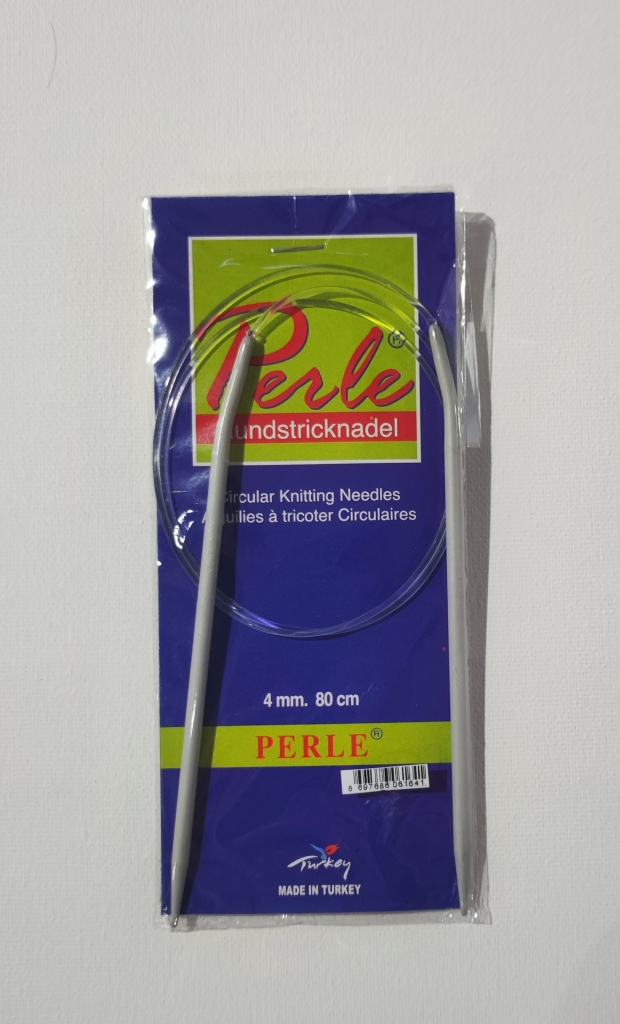 Perle®
undstricknadel
ircular Knitting Needles
uilies à tricoter Circulaires
4 mm. 80 cm
PERLE®
8 697686 061641
Turkey
MADE IN TURKEY